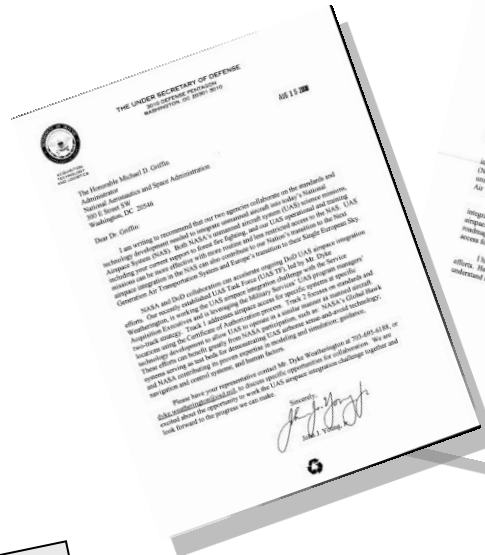 THE UNDER SECRETARY OF DEFENSE
3010 DEFENSE PENTAGON
WASHINGTON, DC 20301-3010
AUG 15 2008
ACQUISITION
TECHNOLOGY
AND LOGISTICS
The Honorable Michael D. Griffin
Administrator
National Aeronautics and Space Administration
300 E Street SW
Washington, DC 20546
Dear Dr. Griffin:
I am writing to recommend that our two agencies collaborate on the standards and
technology development needed to integrate unmanned aircraft into today's National
Airspace System (NAS). Both NASA's unmanned aircraft system (UAS) science missions,
including your current support to forest fire fighting, and our UAS operational and training
missions can be more effective with more routine and less restricted access to the NAS. UAS
airspace integration in the NAS can also contribute to our Nation's transition to the Next
Generation Air Transportation System and Europe's transition to their Single European Sky.
NASA and DoD collaboration can accelerate ongoing DoD UAS airspace integration
efforts. Our recently established UAS Task Force (UAS TF), led by Mr. Dyke
Weatherington, is working the UAS airspace integration challenge with the Service
Acquisition Executives and is leveraging the Military Services' UAS program managers'
two-track strategy. Track 1 addresses airspace access for specific systems at specific
locations using the Certificate of Authorization process. Track 2 focuses on standards and
technology development to allow UAS to operate in a similar manner as manned aircraft.
These efforts can benefit greatly from NASA participation, such as: NASA's Global Hawk
systems serving as test beds for demonstrating UAS airborne sense-and-avoid technology;
and NASA contributing its proven expertise in modeling and simulation, guidance,
navigation and control systems, and human factors.
Please have your representative contact Mr. Dyke Weatherington at 703-695-6188, or
dyke.weatherington@osd.mil, to discuss specific opportunities for collaboration. We are
excited about the opportunity to work the UAS airspace integration challenge together and
look forward to the progress we can make.
Sincerely,
John J. Young, Jr.
integ
airspac
access f
I h
efforts. H
understand